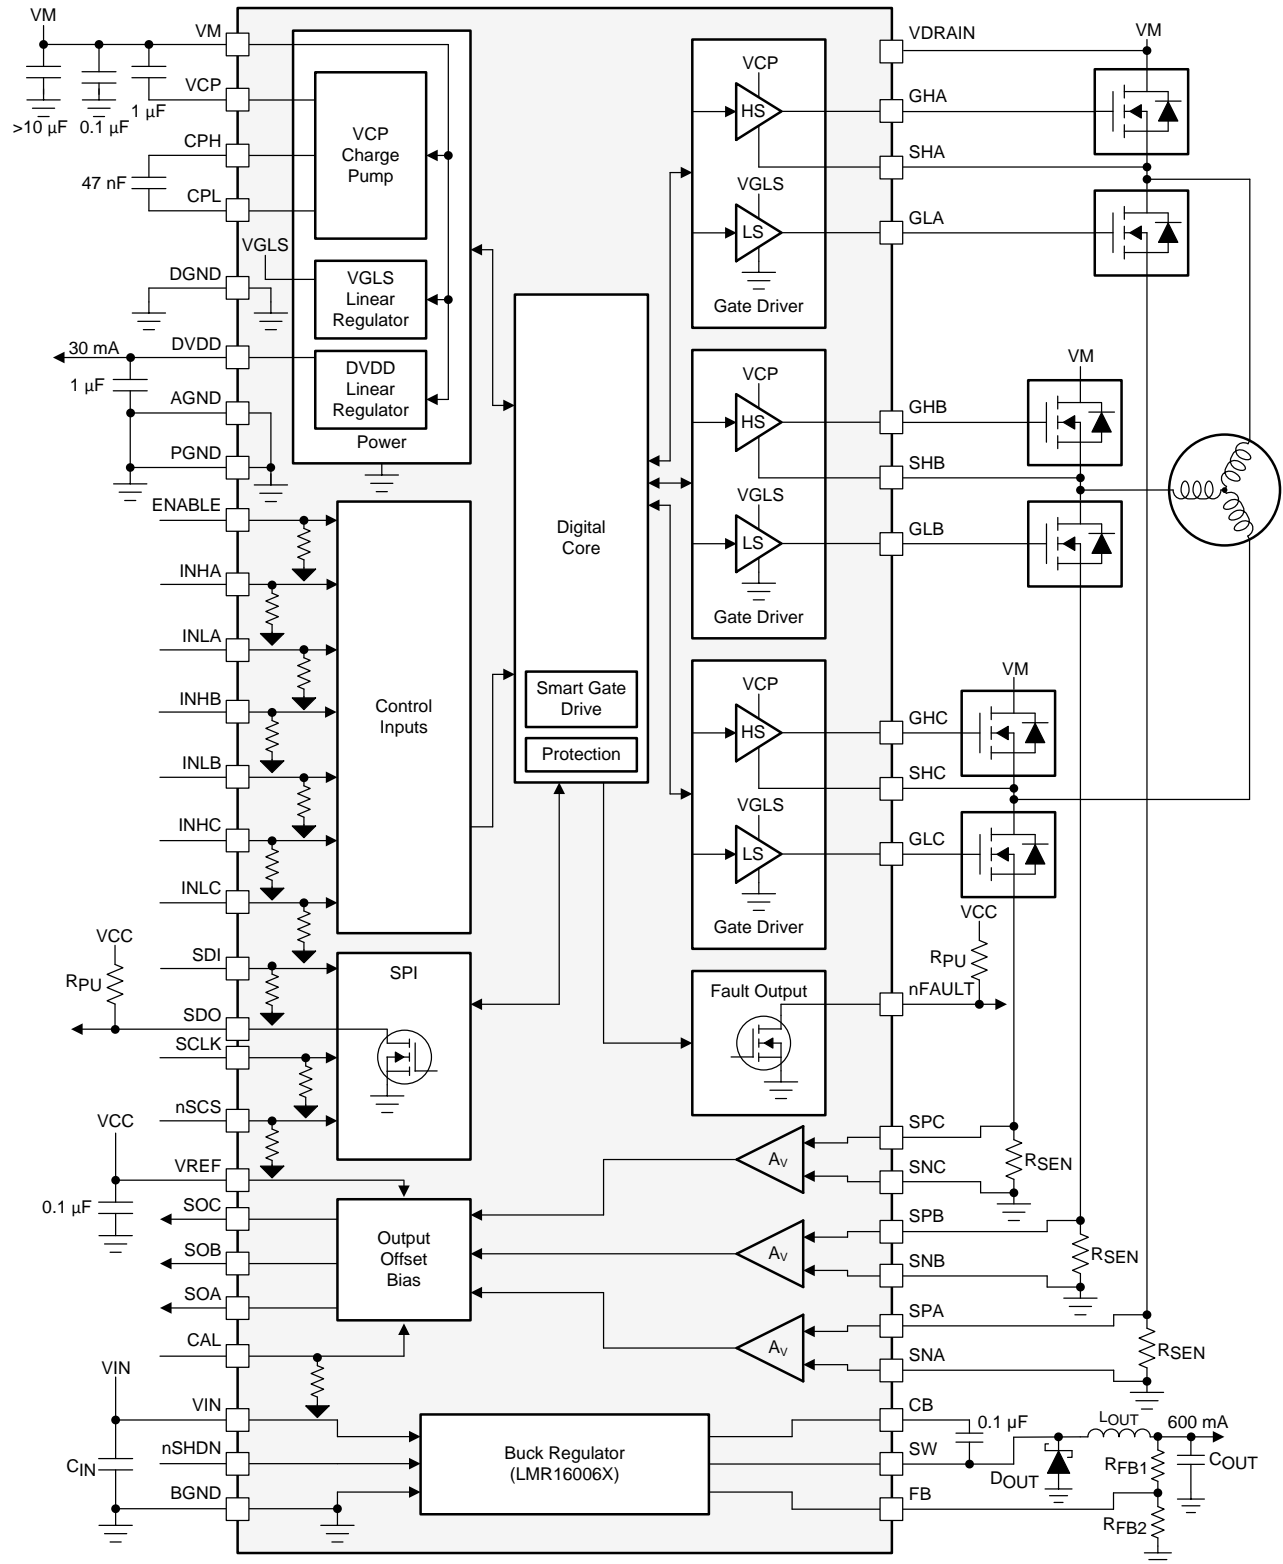 VM
VM
VCP
>10 µF
0.1 µF
1 µF
CPH
47 nF
CPL
VGLS
DGND
30 mA
DVDD
1 µF
AGND
PGND
ENABLE
INHA
INLA
INHB
INLB
INHC
INLC
VCC
RPU
SDI
SDO
SCLK
nSCS
VCC
VREF
0.1 µF
SOC
SOB
SOA
CAL
VIN
VIN
nSHDN
CIN
BGND
VCP
Charge
Pump
VGLS
Linear
Regulator
DVDD
Linear
Regulator
Power
Control
Inputs
SPI
Output
Offset
Bias
Digital
Core
Smart Gate
Drive
Protection
VCP
HS
VGLS
LS
Gate Driver
VCP
HS
VGLS
LS
Gate Driver
VCP
HS
VGLS
LS
Gate Driver
Fault Output
AV
AV
AV
Buck Regulator
(LMR16006X)
VDRAIN
VM
GHA
SHA
GLA
VM
GHB
SHB
GLB
VM
GHC
SHC
GLC
VCC
RPU
nFAULT
SPC
SNC
RSEN
SPB
SNB
RSEN
SPA
SNA
RSEN
CB
0.1 µF
SW
LOUT
600 mA
DOUT
RFB1
COUT
FB
RFB2